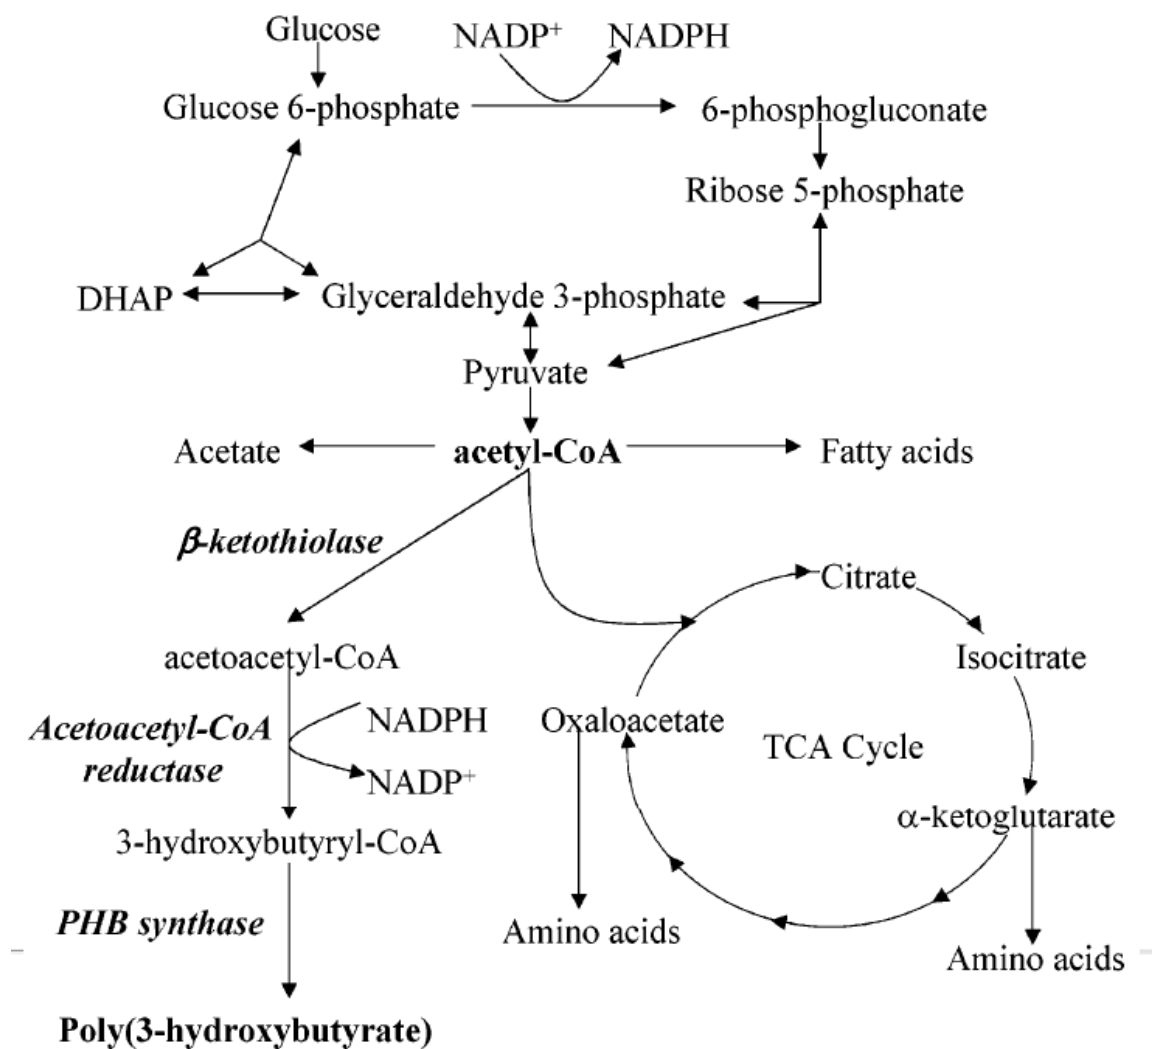 Glucose
NADP+ NADPH
Glucose 6-phosphate
6-phosphogluconate
Ribose 5-phosphate
DHAP
Glyceraldehyde 3-phosphate
Pyruvate
Acetate
acetyl-CoA
Fatty acids
β-ketothiolase
Citrate
acetoacetyl-CoA
Isocitrate
Acetoacetyl-CoA
reductase
NADPH
NADP+
Oxaloacetate
TCA Cycle
α-ketoglutarate
3-hydroxybutyryl-CoA
PHB synthase
Amino acids
Amino acids
Poly(3-hydroxybutyrate)